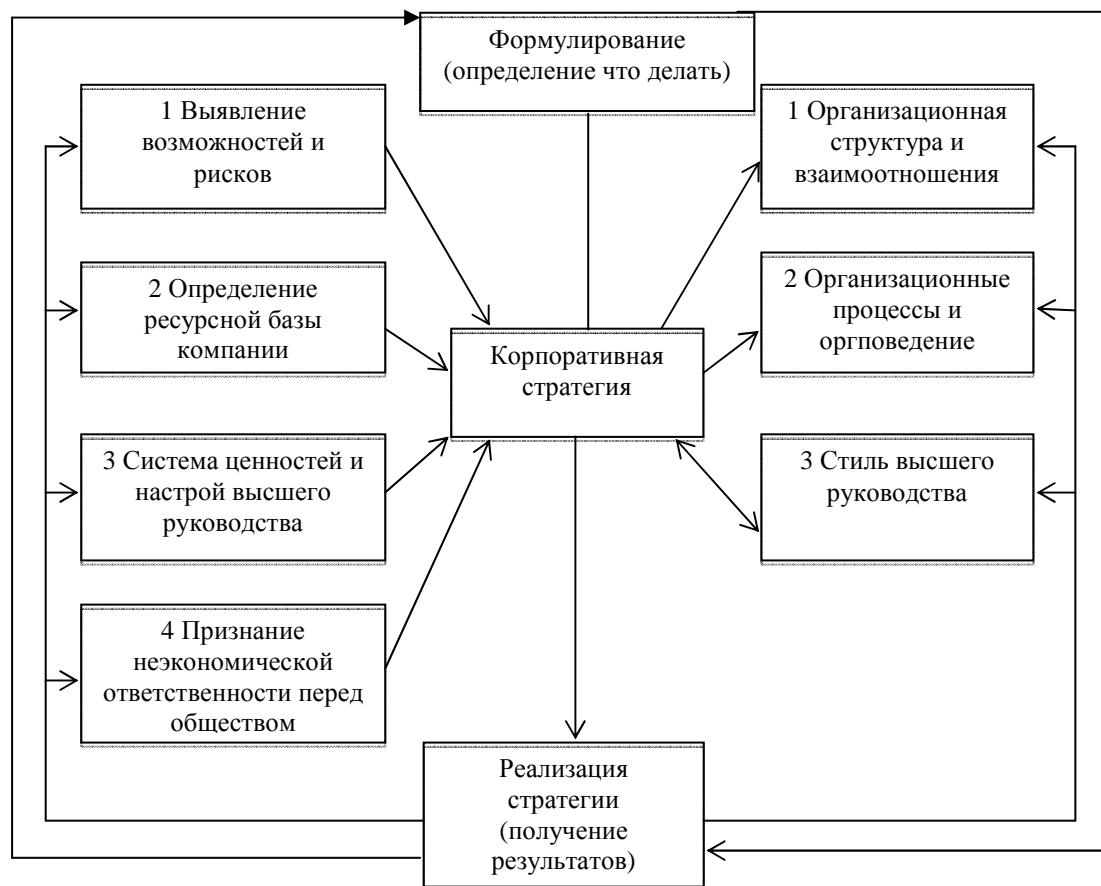 Формулирование
(определение что делать)
1 Выявление
возможностей и
рисков
2 Определение
ресурсной базы
компании
3 Система ценностей и
настрой высшего
руководства
4 Признание
неэкономической
ответственности перед
обществом
Корпоративная
стратегия
1 Организационная
структура и
взаимоотношения
2 Организационные
процессы и
оргповедение
3 Стиль высшего
руководства
Реализация
стратегии
(получение
результатов)